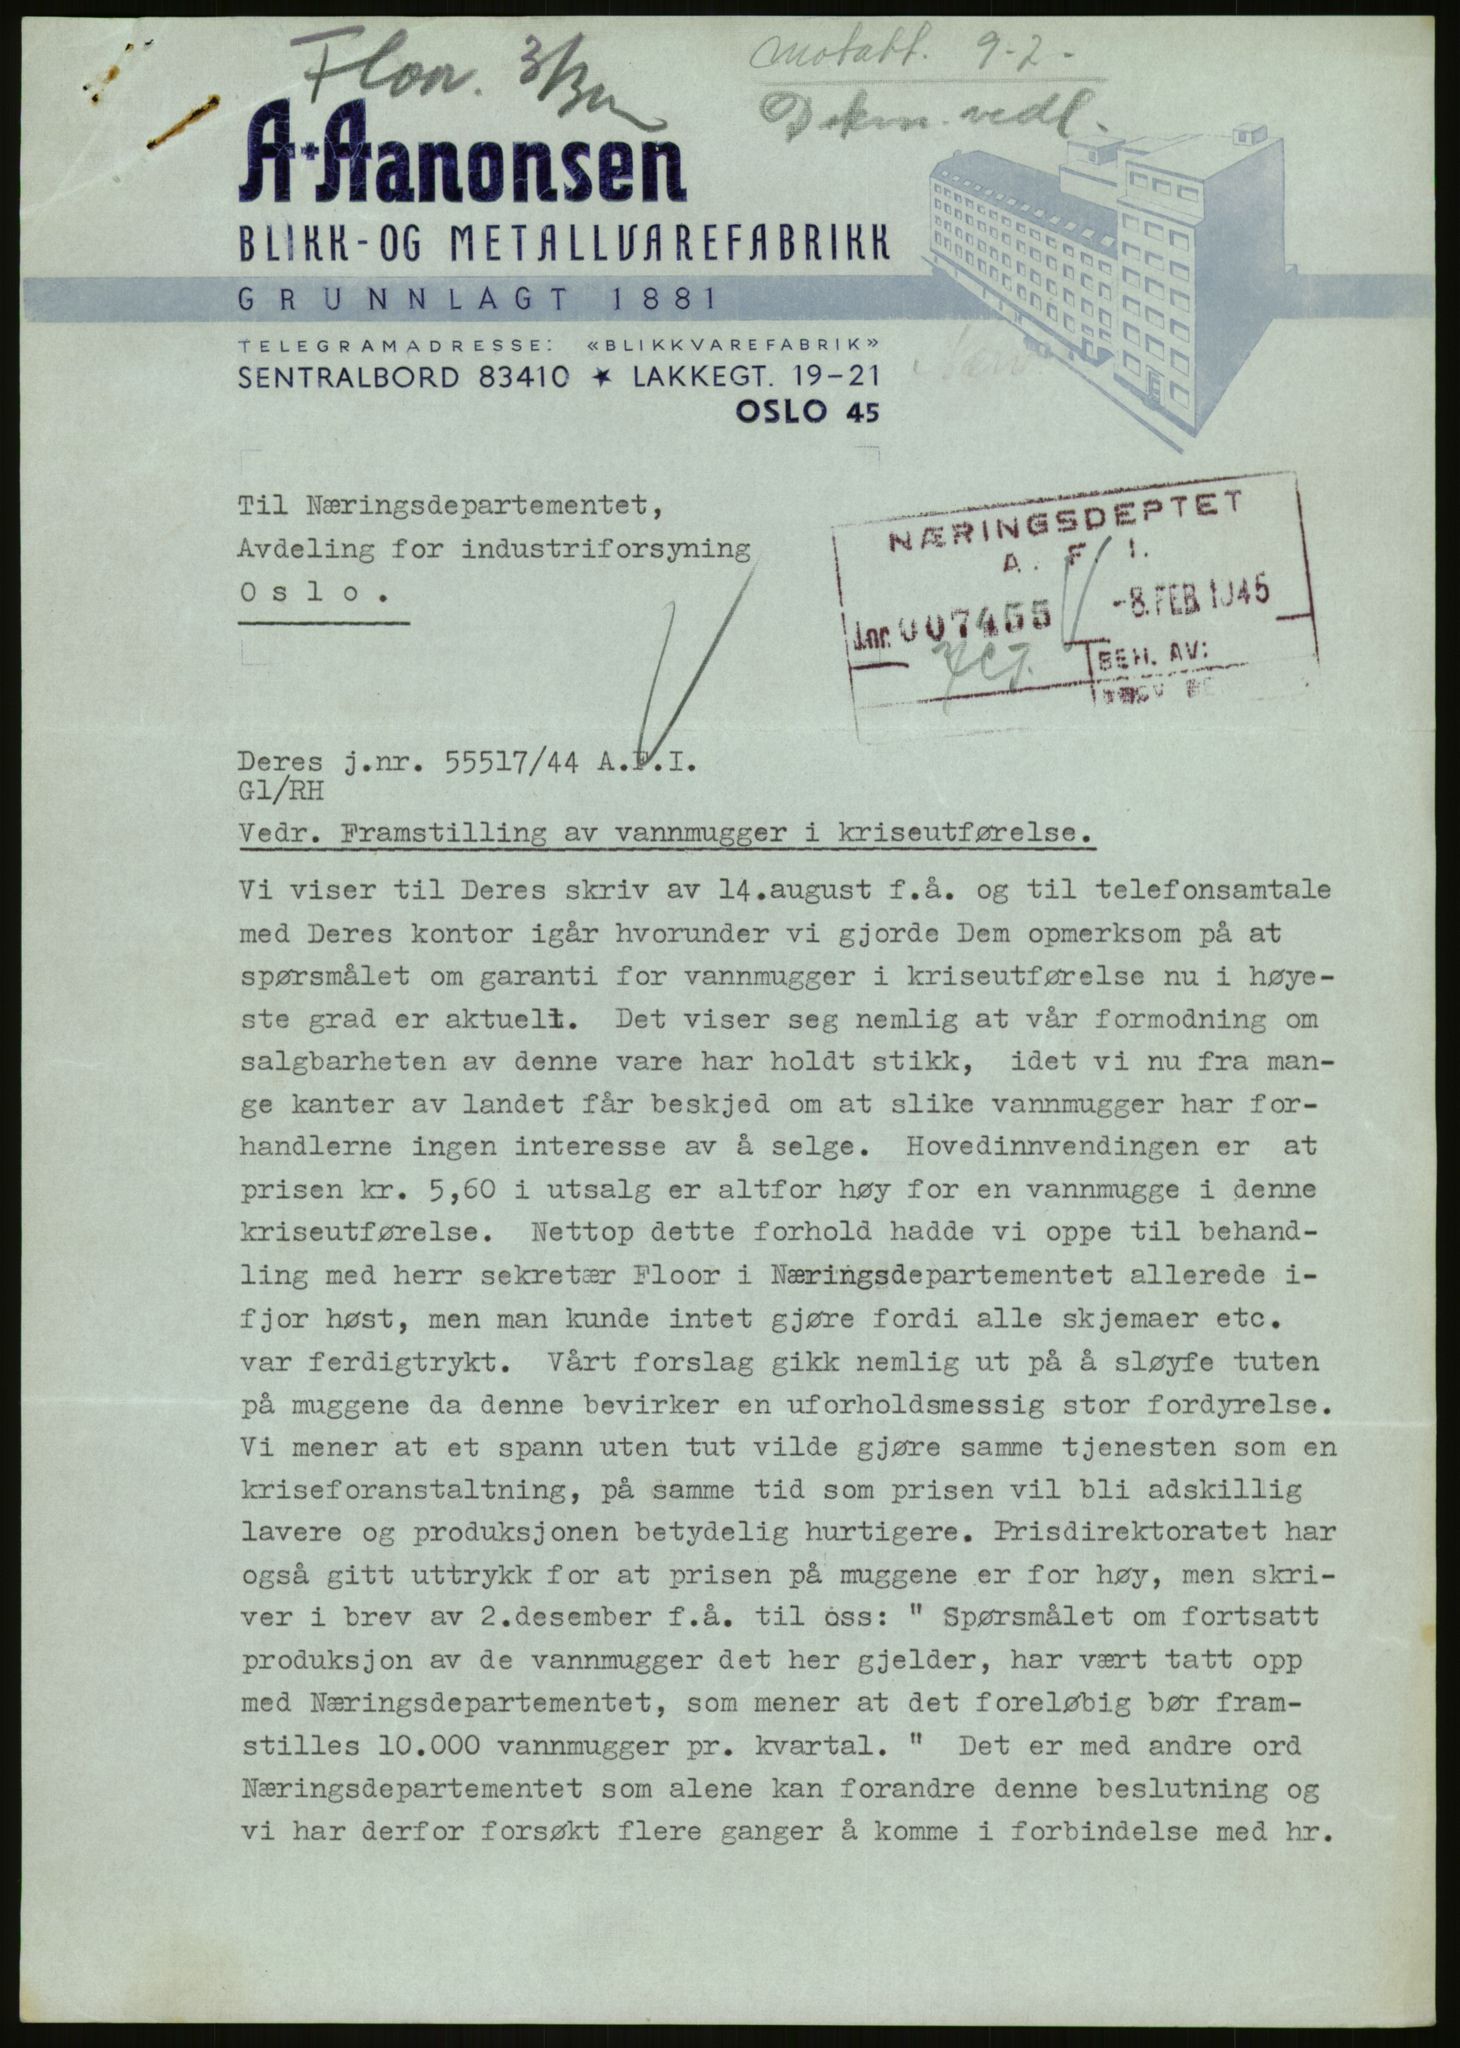 Floor.
Motatt. 9-2-
vedl.
A·Aanonsen
BLIKK-OG METALLVAREFABRIKK
GRUNNLAGT 1881
TELEGRAMADRESSE: «BLIKKVAREFABRIK»
SENTRALBORD 83410 ★ LAKKEGT. 19-21
OSLO 45
Til Næringsdepartementet,
Avdeling for industriforsyning
Oslo.
NÆRINGSDEPTET
A. F. I.
J.nr. 007455 -8.FEB 1945
BEH. AV:
Deres j.nr. 55517/44 A.F.I.
Gl/RH
Vedr. Framstilling av vannmugger i kriseutførelse.
Vi viser til Deres skriv av 14.august f.å. og til telefonsamtale
med Deres kontor igår hvorunder vi gjorde Dem opmerksom på at
spørsmålet om garanti for vannmugger i kriseutførelse nu i høye-
ste grad er aktuelt. Det viser seg nemlig at vår formodning om
salgbarheten av denne vare har holdt stikk, idet vi nu fra man-
ge kanter av landet får beskjed om at slike vannmugger har for-
handlerne ingen interesse av å selge. Hovedinnvendingen er at
prisen kr. 5,60 i utsalg er altfor høy for en vannmugge i denne
kriseutførelse. Nettop dette forhold hadde vi oppe til behand-
ling med herr sekretær Floor i Næringsdepartementet allerede i-
fjor høst, men man kunde intet gjøre fordi alle skjemaer etc.
var ferdigtrykt. Vårt forslag gikk nemlig ut på å sløyfe tuten
på muggene da denne bevirker en uforholdsmessig stor fordyrelse.
Vi mener at et spann uten tut vilde gjøre samme tjenesten som en
kriseforanstaltning, på samme tid som prisen vil bli adskillig
lavere og produksjonen betydelig hurtigere. Prisdirektoratet har
også gitt uttrykk for at prisen på muggene er for høy, men skri-
ver i brev av 2.desember f.å. til oss: " Spørsmålet om fortsatt
produksjon av de vannmugger det her gjelder, har vært tatt opp
med Næringsdepartementet, som mener at det foreløbig bør fram-
stilles 10.000 vannmugger pr. kvartal. " Det er med andre ord
Næringsdepartementet som alene kan forandre denne beslutning og
vi har derfor forsøkt flere ganger å komme i forbindelse med hr.